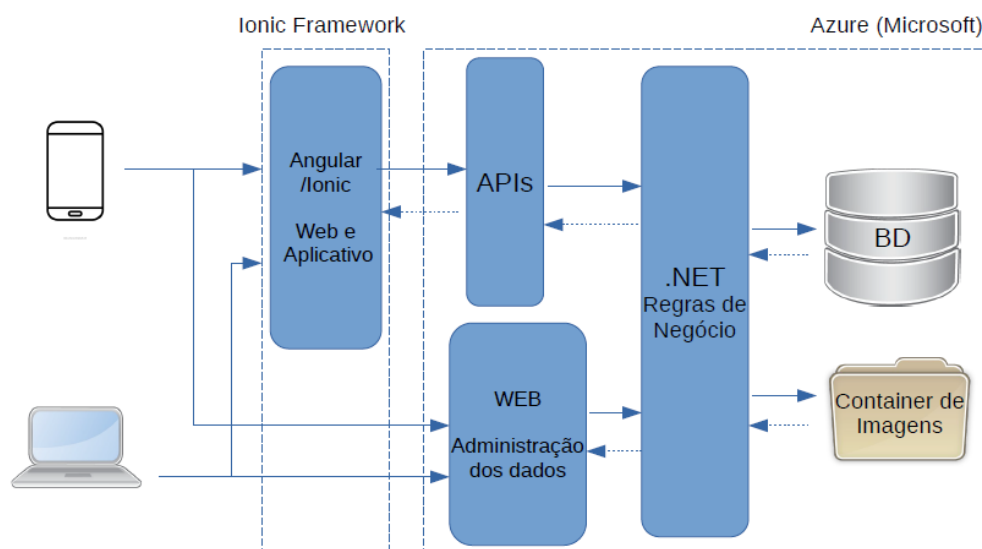 Ionic Framework
Azure (Microsoft)
Angular
/Ionic
Web e
Aplicativo
APIs
.NET
Regras de
Negócio
BD
WEB
Administração
dos dados
Container de
Imagens